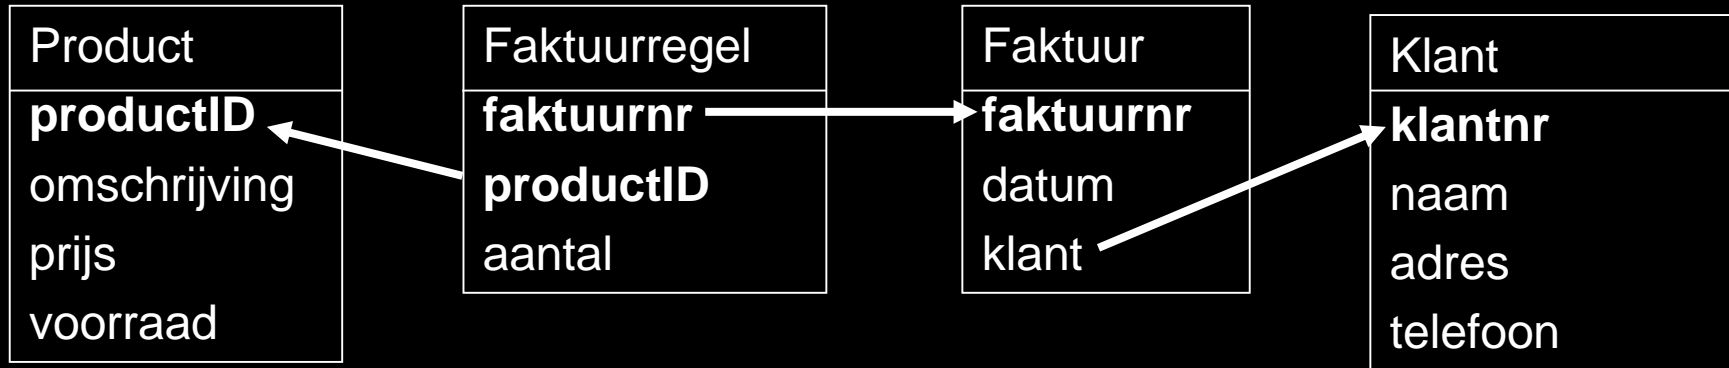 Product
productID
omschrijving
prijs
voorraad
Faktuurregel
faktuurnr
productID
aantal
Faktuur
faktuurnr
datum
klant
Klant
klantnr
naam
adres
telefoon